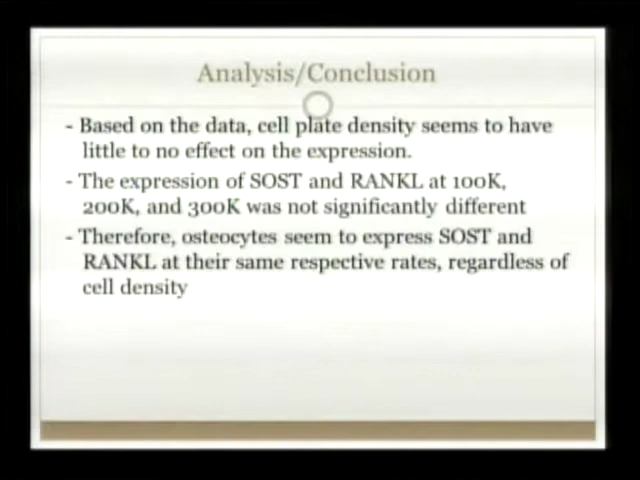 Analysis/Conclusion
- Based on the data, cell plate density seems to have
little to no effect on the expression.
- The expression of SOST and RANKL at 100K,
200K, and 300K was not significantly different
- Therefore, osteocytes seem to express SOST and
RANKL at their same respective rates, regardless of
cell density